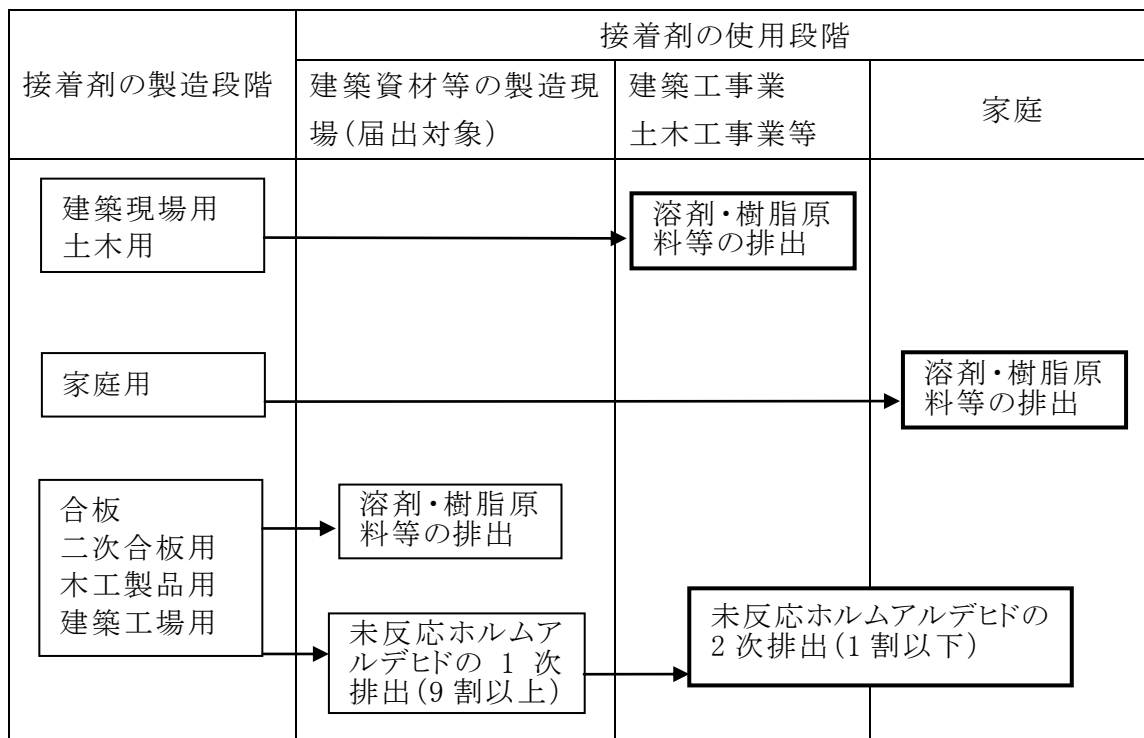 接着剤の製造段階
接着剤の使用段階
建築資材等の製造現
場(届出対象)
建築工事業
土木工事業等
家庭
建築現場用
土木用
溶剤・樹脂原
料等の排出
家庭用
溶剤・樹脂原
料等の排出
合板
二次合板用
木工製品用
建築工場用
溶剤・樹脂原
料等の排出
未反応ホルムア
ルデヒドの 1 次
排出(9割以上)
未反応ホルムアルデヒドの
2次排出(1割以下)